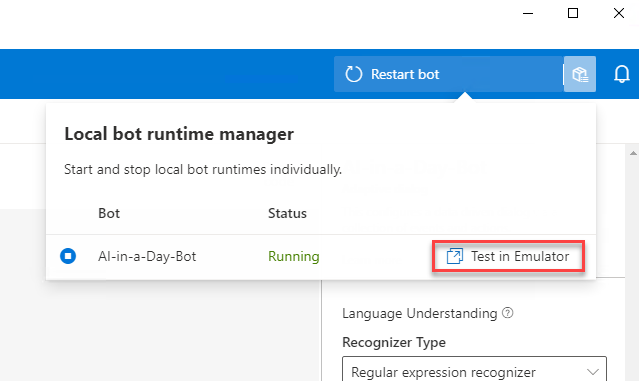 Restart bot
Local bot runtime manager
Start and stop local bot runtimes individually.
Bot Status
AI-in-a-Day-Bot Running Test in Emulator
Language Understanding
Recognizer Type
Regular expression recognizer